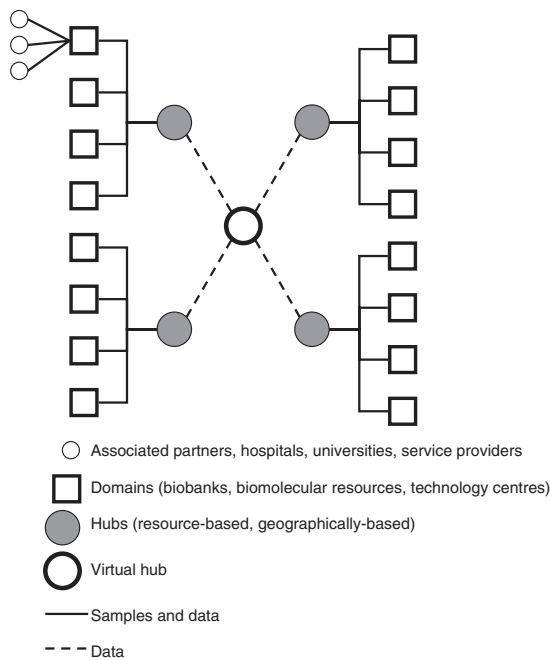 Associated partners, hospitals, universities, service providers
Domains (biobanks, biomolecular resources, technology centres)
Hubs (resource-based, geographically-based)
Virtual hub
Samples and data
Data